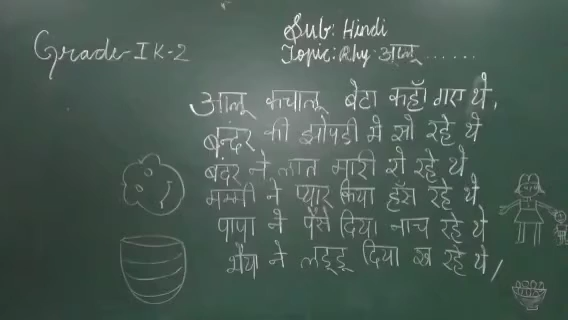 Sub: Hindi
Grade I K-2
Topic: Rhy. आलू ......
आलू कचालू बेटा कहाँ गए थे,
बन्दर की झोपडी मे सो रहे थे
बंदर ने लात मारी रो रहे थे
मम्मी ने प्यार किया हँस रहे थे
पापा ने पैसे दिया नाच रहे थे
भैया ने लड्डू दिया खा रहे थे,